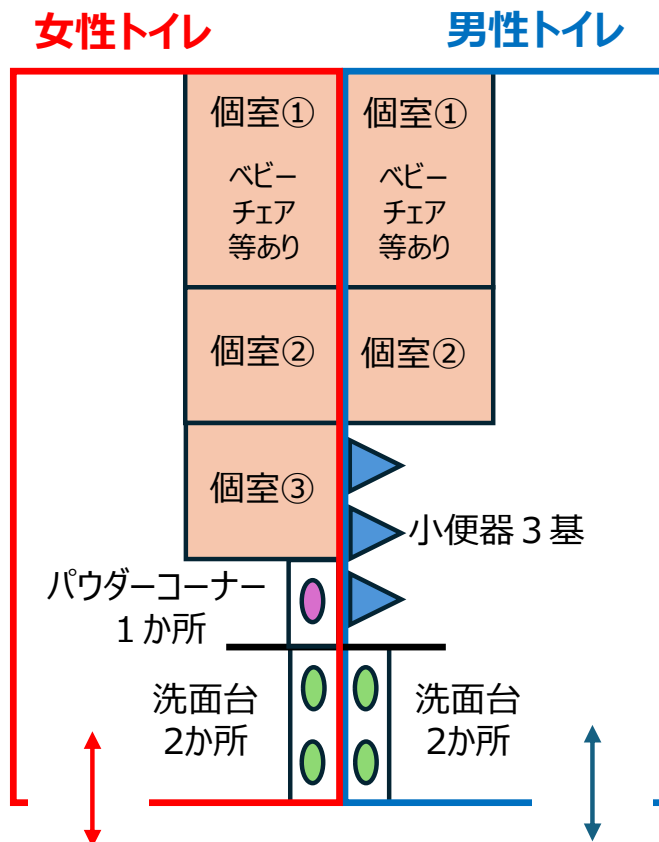 女性トイレ
男性トイレ
個室①
ベビー
チェア
等あり
個室①
ベビー
チェア
等あり
個室②
個室②
個室③
小便器３基
パウダーコーナー
１か所
洗面台
2か所
洗面台
2か所